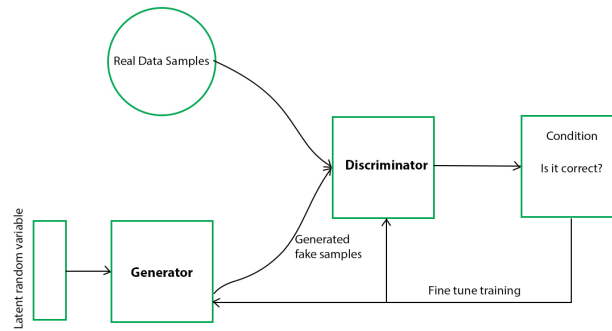 Real Data Samples
Condition
Is it correct?
Discriminator
Latent random variable
Generator
Generated
fake samples
Fine tune training